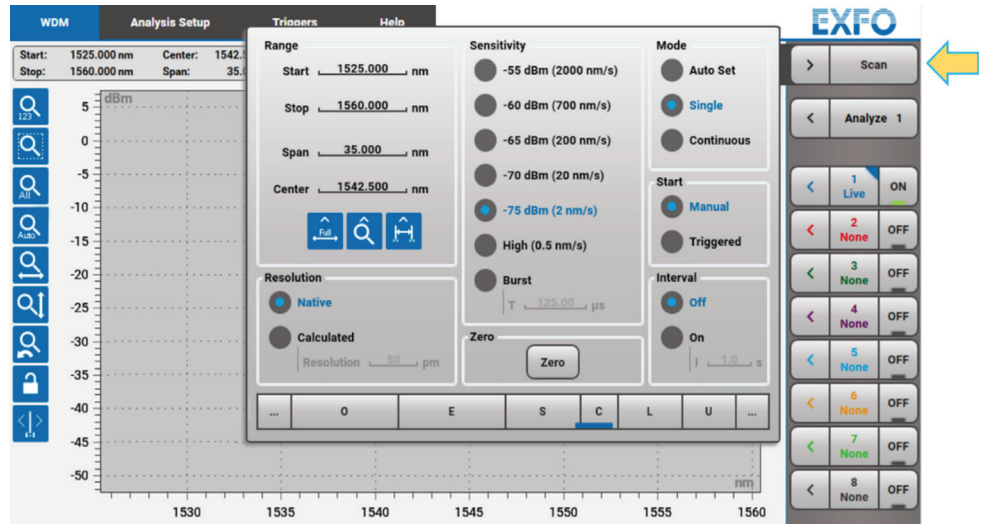 WDM
Analysis Setup
Triggers
Help
EXFO
Start: 1525.000 nm Center: 1542.5
Stop: 1560.000 nm Span: 35.0
123
All
Auto
1:1
dBm
5
0
-5
-10
-15
-20
-25
-30
-35
-40
-45
-50
nm
1530 1535 1540 1545 1550 1555 1560
Range
Start 1525.000 nm
Stop 1560.000 nm
Span 35.000 nm
Center 1542.500 nm
Full
Resolution
Native
Calculated
Resolution 50 pm
Sensitivity
-55 dBm (2000 nm/s)
-60 dBm (700 nm/s)
-65 dBm (200 nm/s)
-70 dBm (20 nm/s)
-75 dBm (2 nm/s)
High (0.5 nm/s)
Burst
T 125.00 µs
Zero
Zero
Mode
Auto Set
Single
Continuous
Start
Manual
Triggered
Interval
Off
On
I 1.0 s
... O E S C L U ...
> Scan
< Analyze 1
< 1 Live ON
< 2 None OFF
< 3 None OFF
< 4 None OFF
< 5 None OFF
< 6 None OFF
< 7 None OFF
< 8 None OFF